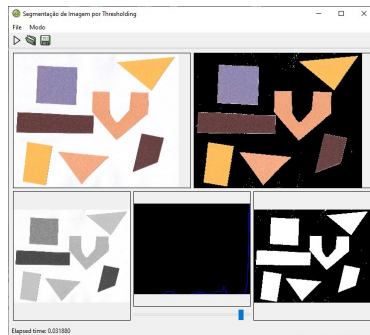 Segmentação de Imagem por Thresholding
File Modo
Elapsed time: 0.031880